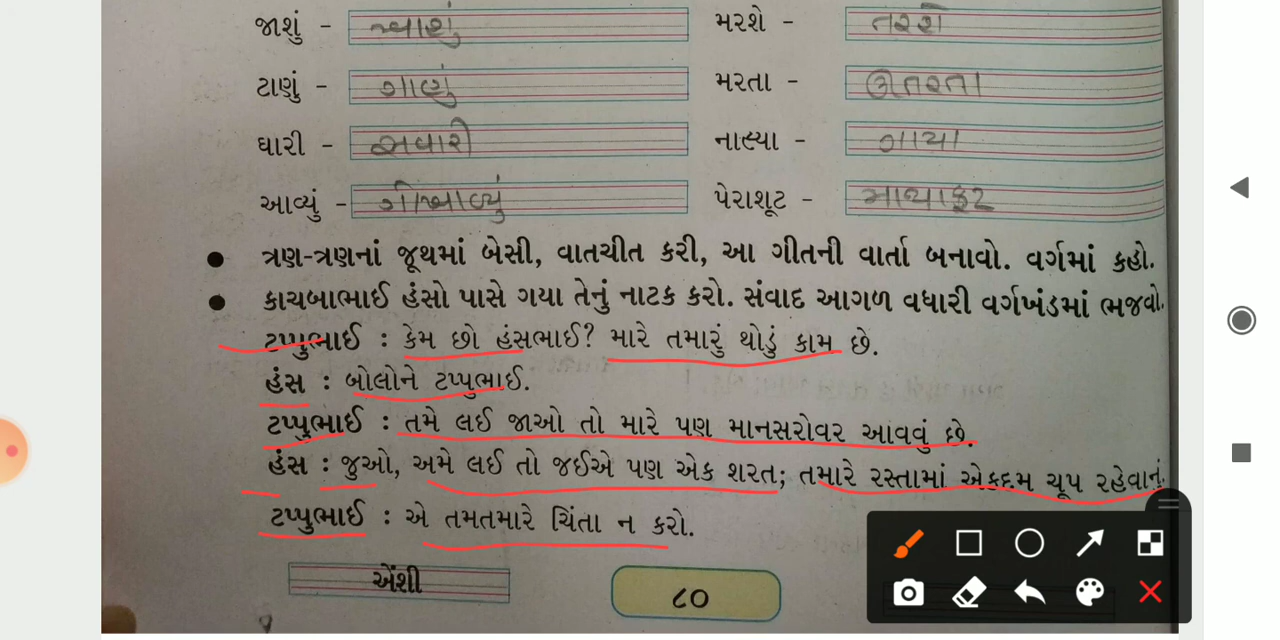 જાશું - ખાશું મરશે - તરશે
ટાણું - ગાણું મરતા - ઊતરતા
ઘારી - સવારી નાસ્યા -
આવ્યું - પેરાશૂટ -
● ત્રણ-ત્રણનાં જૂથમાં બેસી, વાતચીત કરી, આ ગીતની વાર્તા બનાવો. વર્ગમાં કહો.
● કાચબાભાઈ હંસો પાસે ગયા તેનું નાટક કરો. સંવાદ આગળ વધારી વર્ગખંડમાં ભજવો.
ટપ્પુભાઈ : કેમ છો હંસભાઈ? મારે તમારું થોડું કામ છે.
હંસ : બોલોને ટપ્પુભાઈ.
ટપ્પુભાઈ : તમે લઈ જાઓ તો મારે પણ માનસરોવર આવવું છે.
હંસ : જુઓ, અમે લઈ તો જઈએ પણ એક શરત; તમારે રસ્તામાં એકદમ ચૂપ રહેવાનું.
ટપ્પુભાઈ : એ તમતમારે ચિંતા ન કરો.
એંશી ૮૦